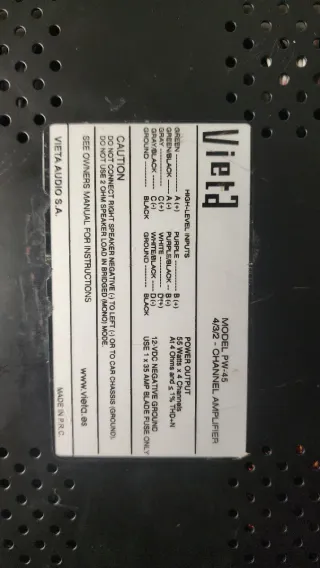 Vieta
MODEL PW-45
4/3/2 - CHANNEL AMPLIFIER
HIGH-LEVEL INPUTS
GREEN -------- A (+) PURPLE -------- B (+)
GREEN/BLACK ---- A (-) PURPLE/BLACK -- B (-)
GRAY --------- C(+) WHITE --------- D(+)
GRAY/BLACK ---- C(-) WHITE/BLACK ---- D(-)
GROUND -------- BLACK GROUND -------- BLACK
POWER OUTPUT
55 Watts x 4 Channels
At 4 Ohms and ≤ 1% THD+N
12-VDC NEGATIVE GROUND
USE 1 x 35 AMP BLADE FUSE ONLY
CAUTION
DO NOT CONNECT RIGHT SPEAKER NEGATIVE (-) TO LEFT (-) OR TO CAR CHASSIS (GROUND).
DO NOT USE 2 OHM SPEAKER LOAD IN BRIDGED (MONO) MODE.
SEE OWNERS MANUAL FOR INSTRUCTIONS
www.vieta.es
VIETA AUDIO S.A.
MADE IN P.R.C.